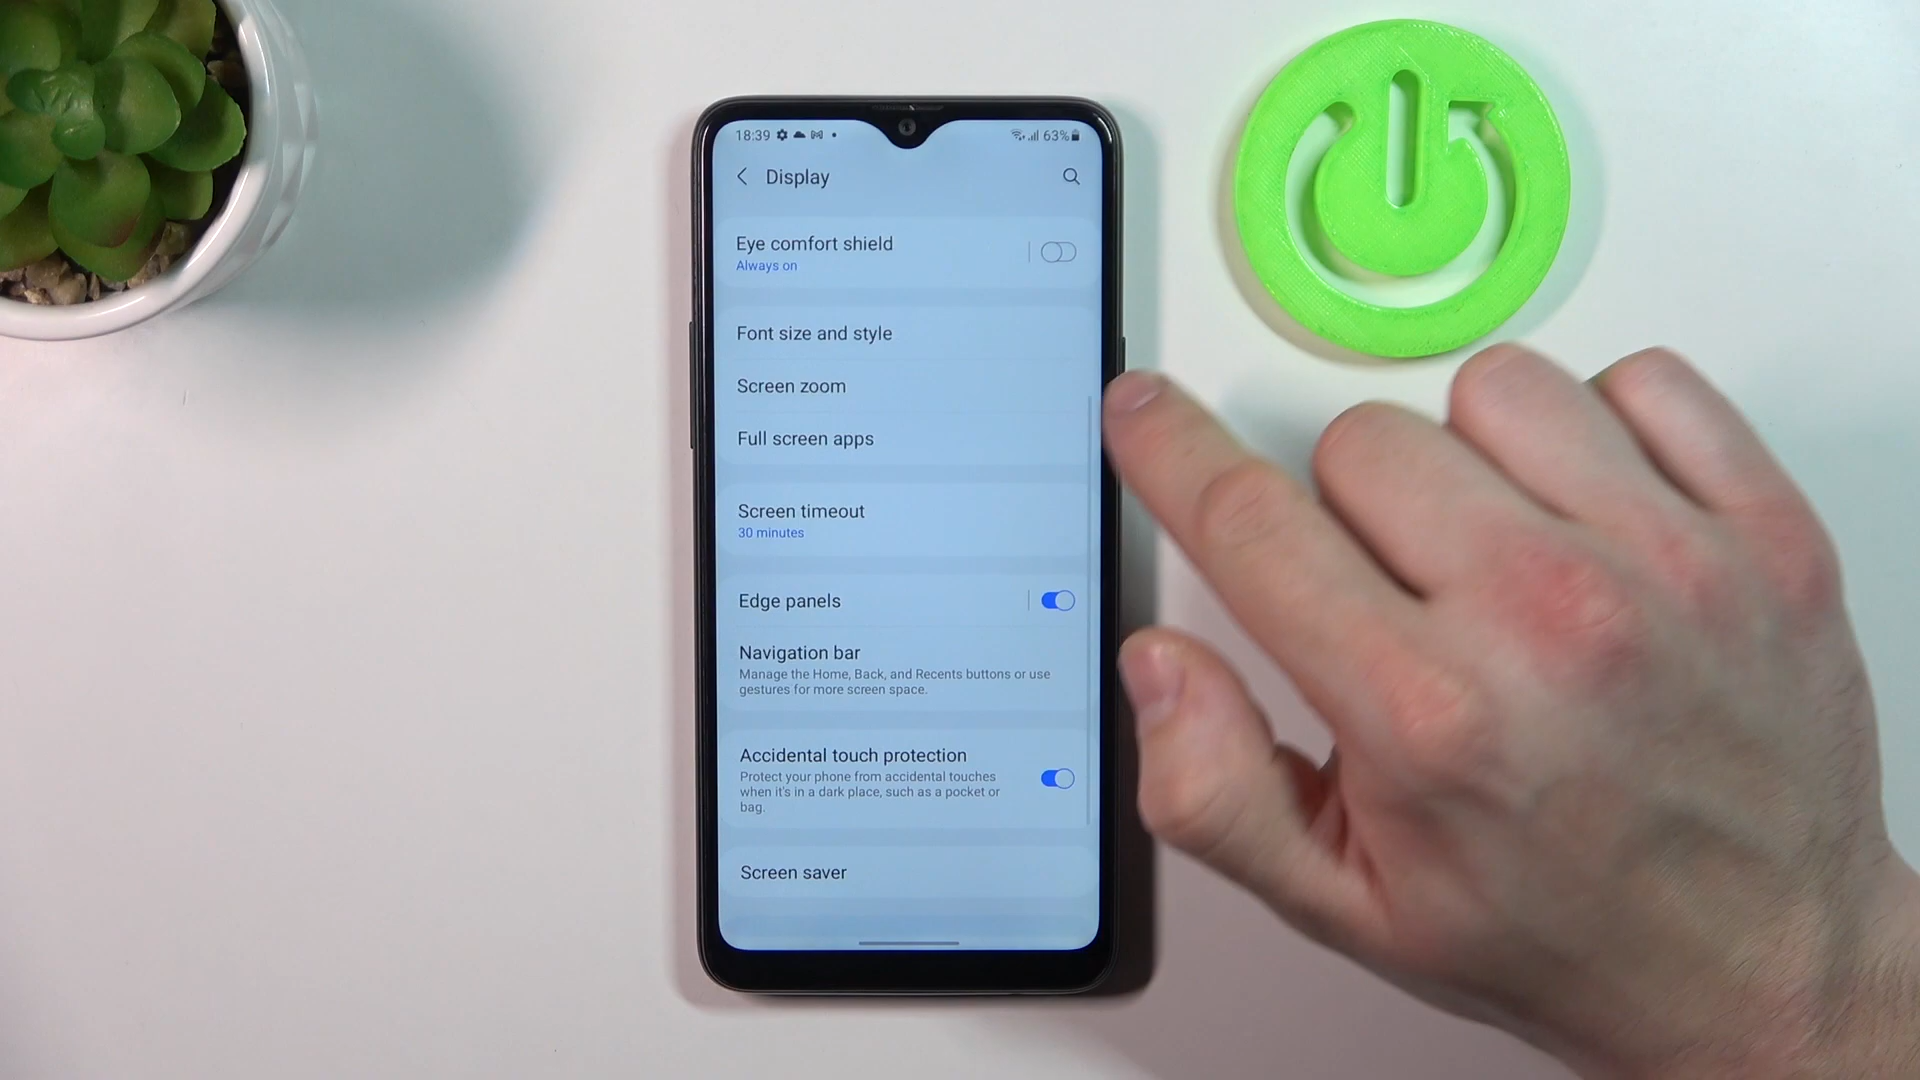 18:39
63%
Display
Eye comfort shield
Always on
Font size and style
Screen zoom
Full screen apps
Screen timeout
30 minutes
Edge panels
Navigation bar
Manage the Home, Back, and Recents buttons or use
gestures for more screen space.
Accidental touch protection
Protect your phone from accidental touches
when it's in a dark place, such as a pocket or
bag.
Screen saver